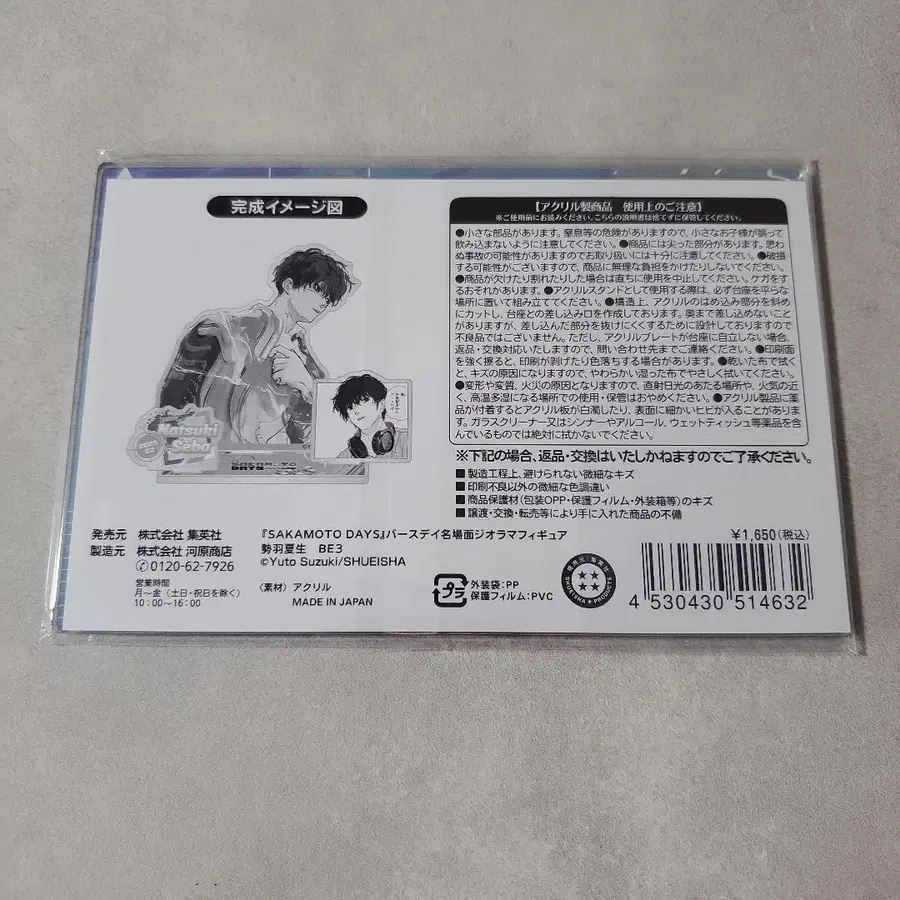 完成イメージ図
Natsuki
Seba
SAKAMOTO
DAYS
【アクリル製商品 使用上のご注意】
※ご使用前にお読みください。こちらの説明書は捨てずに保管してください。
●小さな部品があります。窒息等の危険がありますので、小さなお子様が誤って
飲み込まないように注意してください。●商品には尖った部分があります。思わ
ぬ事故の可能性がありますのでお取り扱いには十分に注意してください。●破損
する可能性がございますので、商品に無理な負担をかけたりしないでください。
●商品が欠けたり割れたりした場合は直ちに使用を中止してください。ケガをす
るおそれがあります。●アクリルスタンドとして使用する際は、必ず台座を平らな
場所に置いて組み立ててください。●構造上、アクリルのはめ込み部分を斜め
にカットし、台座との差し込み口を作成しております。奥まで差し込めないこと
がありますが、差し込んだ部分を抜けにくくするために設計しておりますので
不良品ではございません。ただし、アクリルプレートが台座に自立しない場合、
返品・交換対応いたしますので、問い合わせ先までご連絡ください。●印刷面
を強く擦ると、印刷が剥げたり色落ちする場合があります。●乾いた布で拭く
と、キズの原因になりますので、やわらかい湿った布でやさしく拭いてください。
●変形や変質、火災の原因となりますので、直射日光のあたる場所や、火気の近
く、高温多湿になる場所での使用・保管はおやめください。●アクリル製品に薬
品が付着するとアクリル板が白濁したり、表面に細かいヒビが入ることがありま
す。ガラスクリーナー又はシンナーやアルコール、ウェットティッシュ等薬品を含
んでいるものでは絶対に拭かないでください。
※下記の場合、返品・交換はいたしかねますのでご了承ください。
■製造工程上、避けられない微細なキズ
■印刷不良以外の微細な色調違い
■商品保護材(包装OPP・保護フィルム・外装箱等)のキズ
■譲渡・交換・転売等により手に入れた商品の不備
発売元 株式会社 集英社
製造元 株式会社 河原商店
0120-62-7926
営業時間
月〜金(土日・祝日を除く)
10:00〜16:00
『SAKAMOTO DAYS』バースデイ名場面ジオラマフィギュア
勢羽夏生 BE3
©Yuto Suzuki/SHUEISHA
〈素材〉アクリル
MADE IN JAPAN
プラ
外装袋:PP
保護フィルム:PVC
発売元 集英社
SHUEISHA PRODUCTS
¥1,650(税込)
4 530430 514632